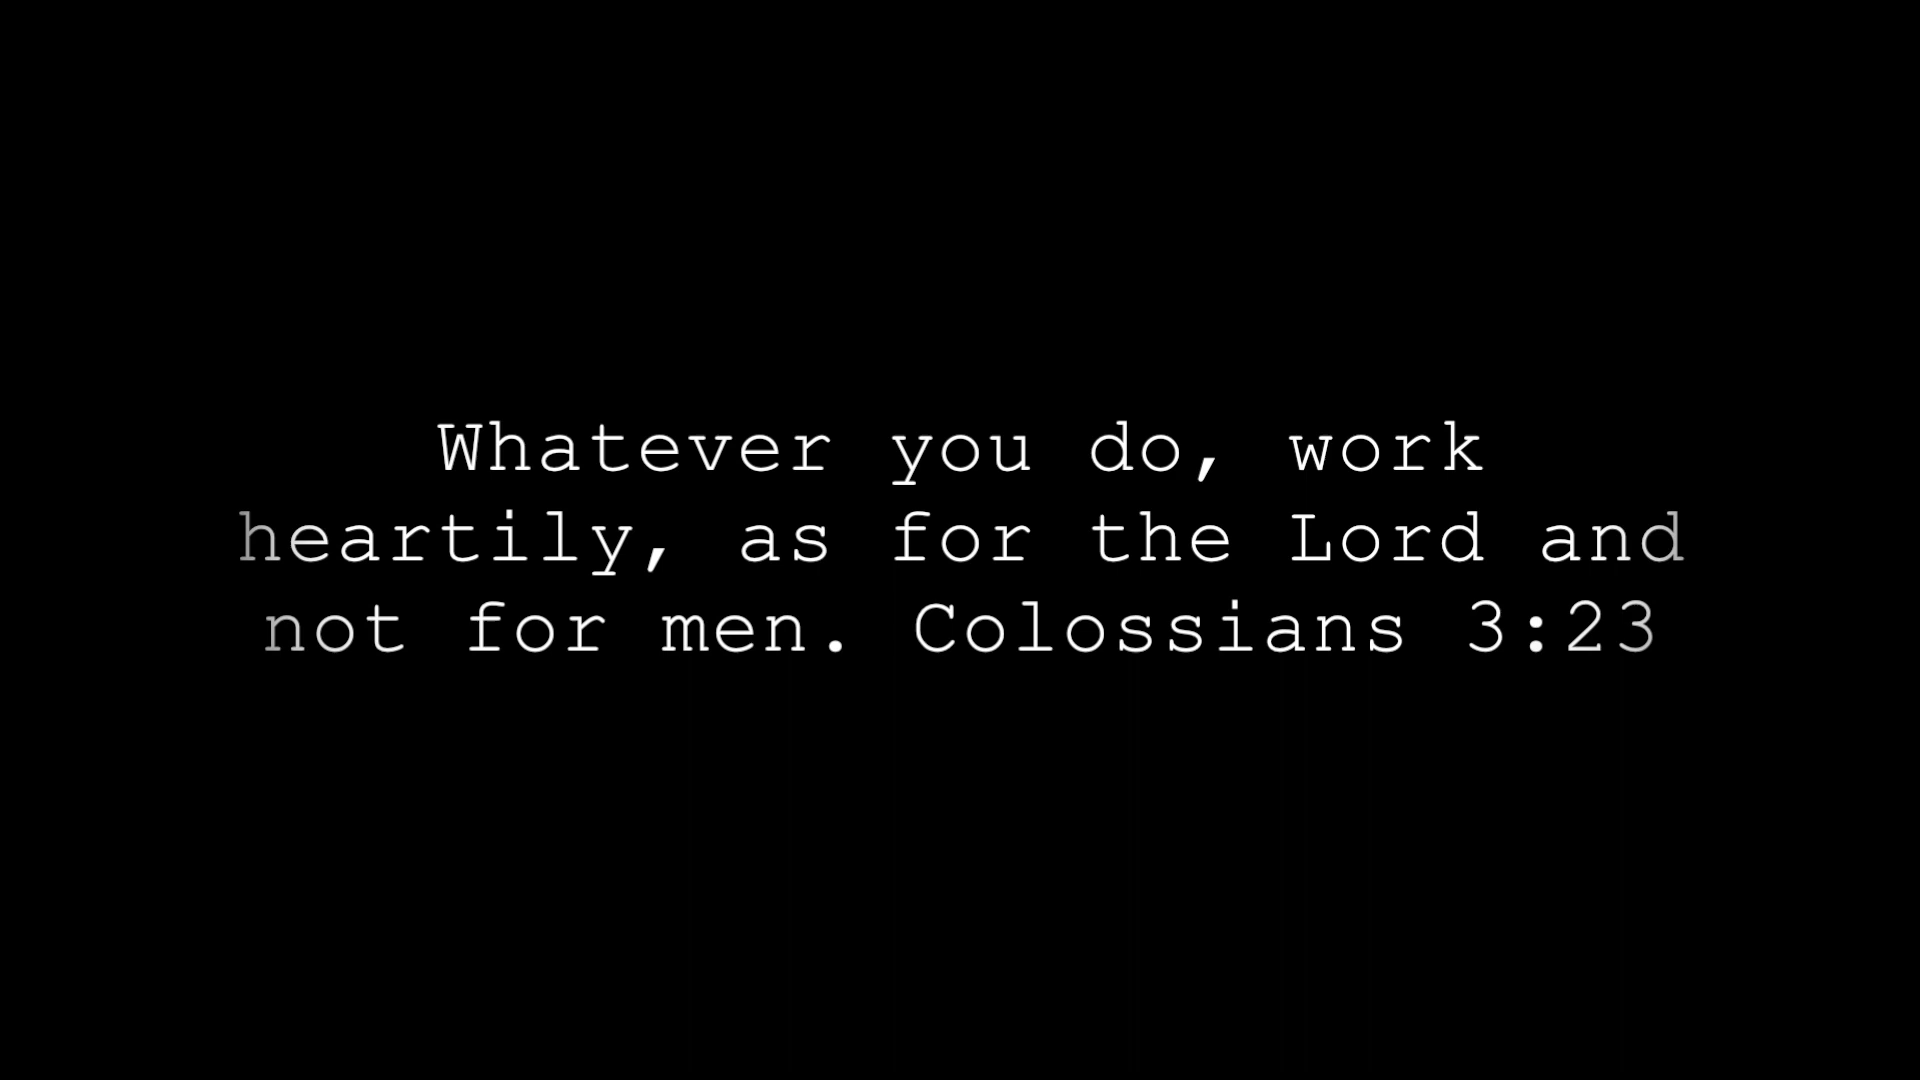 Whatever you do, work
heartily, as for the Lord and
not for men. Colossians 3:23